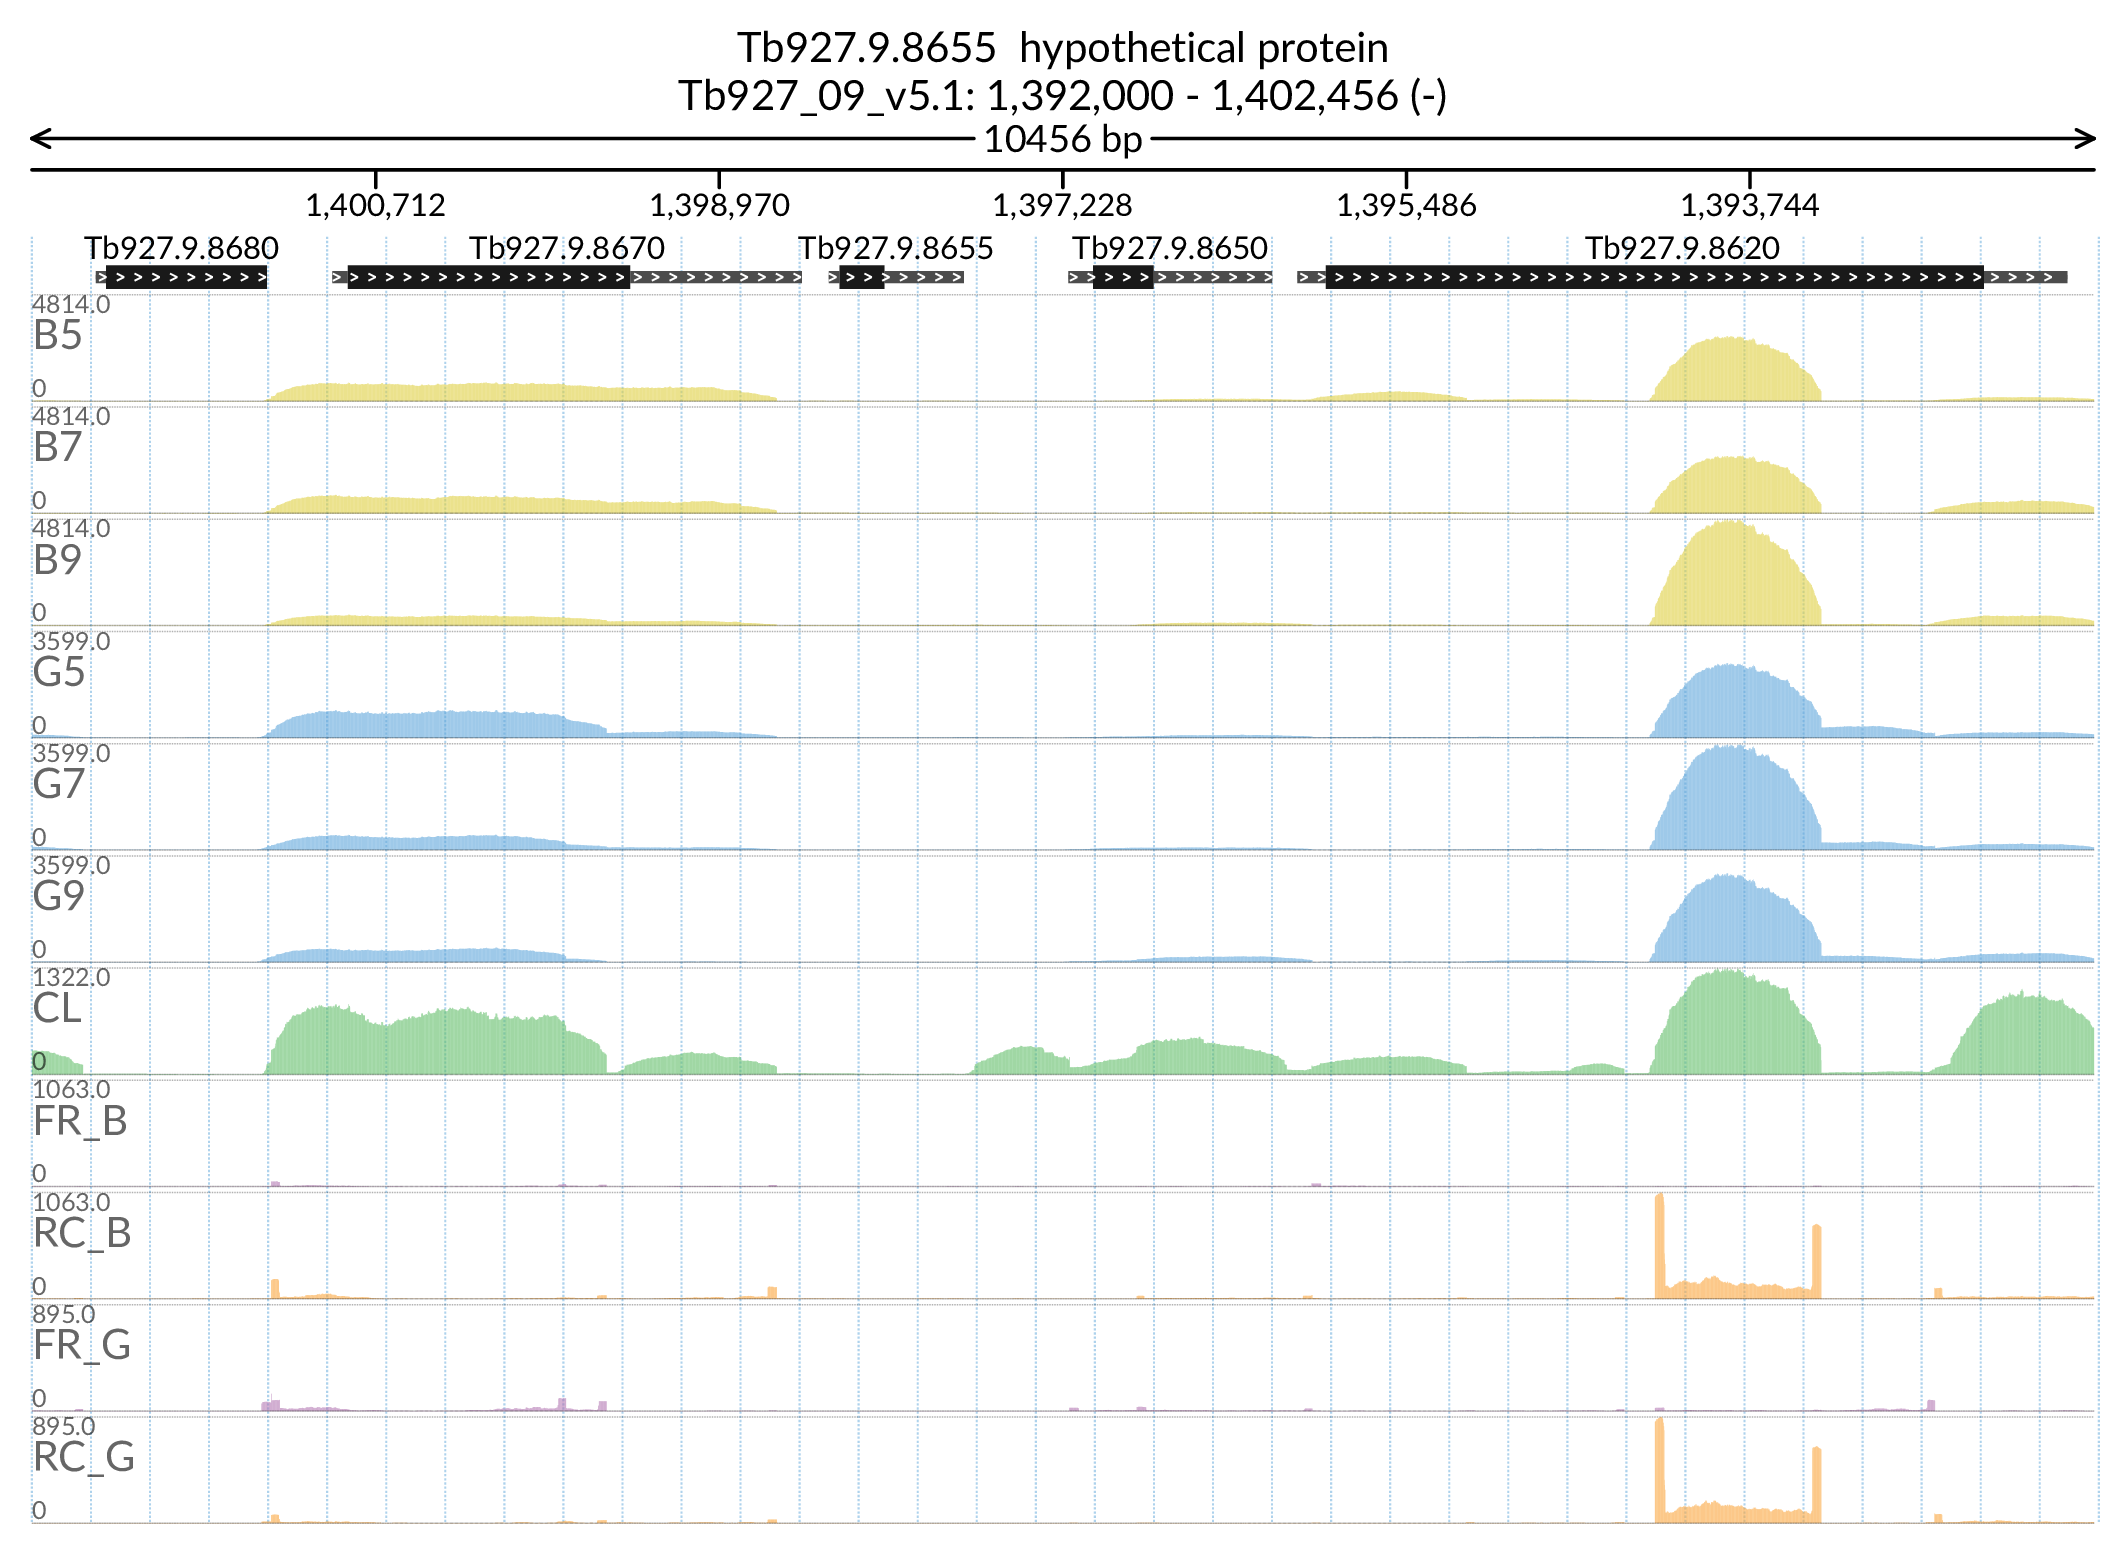 Tb927.9.8655  hypothetical protein
Tb927_09_v5.1: 1,392,000 - 1,402,456 (-)
10456 bp
1,400,712 1,398,970 1,397,228 1,395,486 1,393,744
Tb927.9.8680 Tb927.9.8670 Tb927.9.8655 Tb927.9.8650 Tb927.9.8620
4814.0
B5
0
4814.0
B7
0
4814.0
B9
0
3599.0
G5
0
3599.0
G7
0
3599.0
G9
0
1322.0
CL
0
1063.0
FR_B
0
1063.0
RC_B
0
895.0
FR_G
0
895.0
RC_G
0